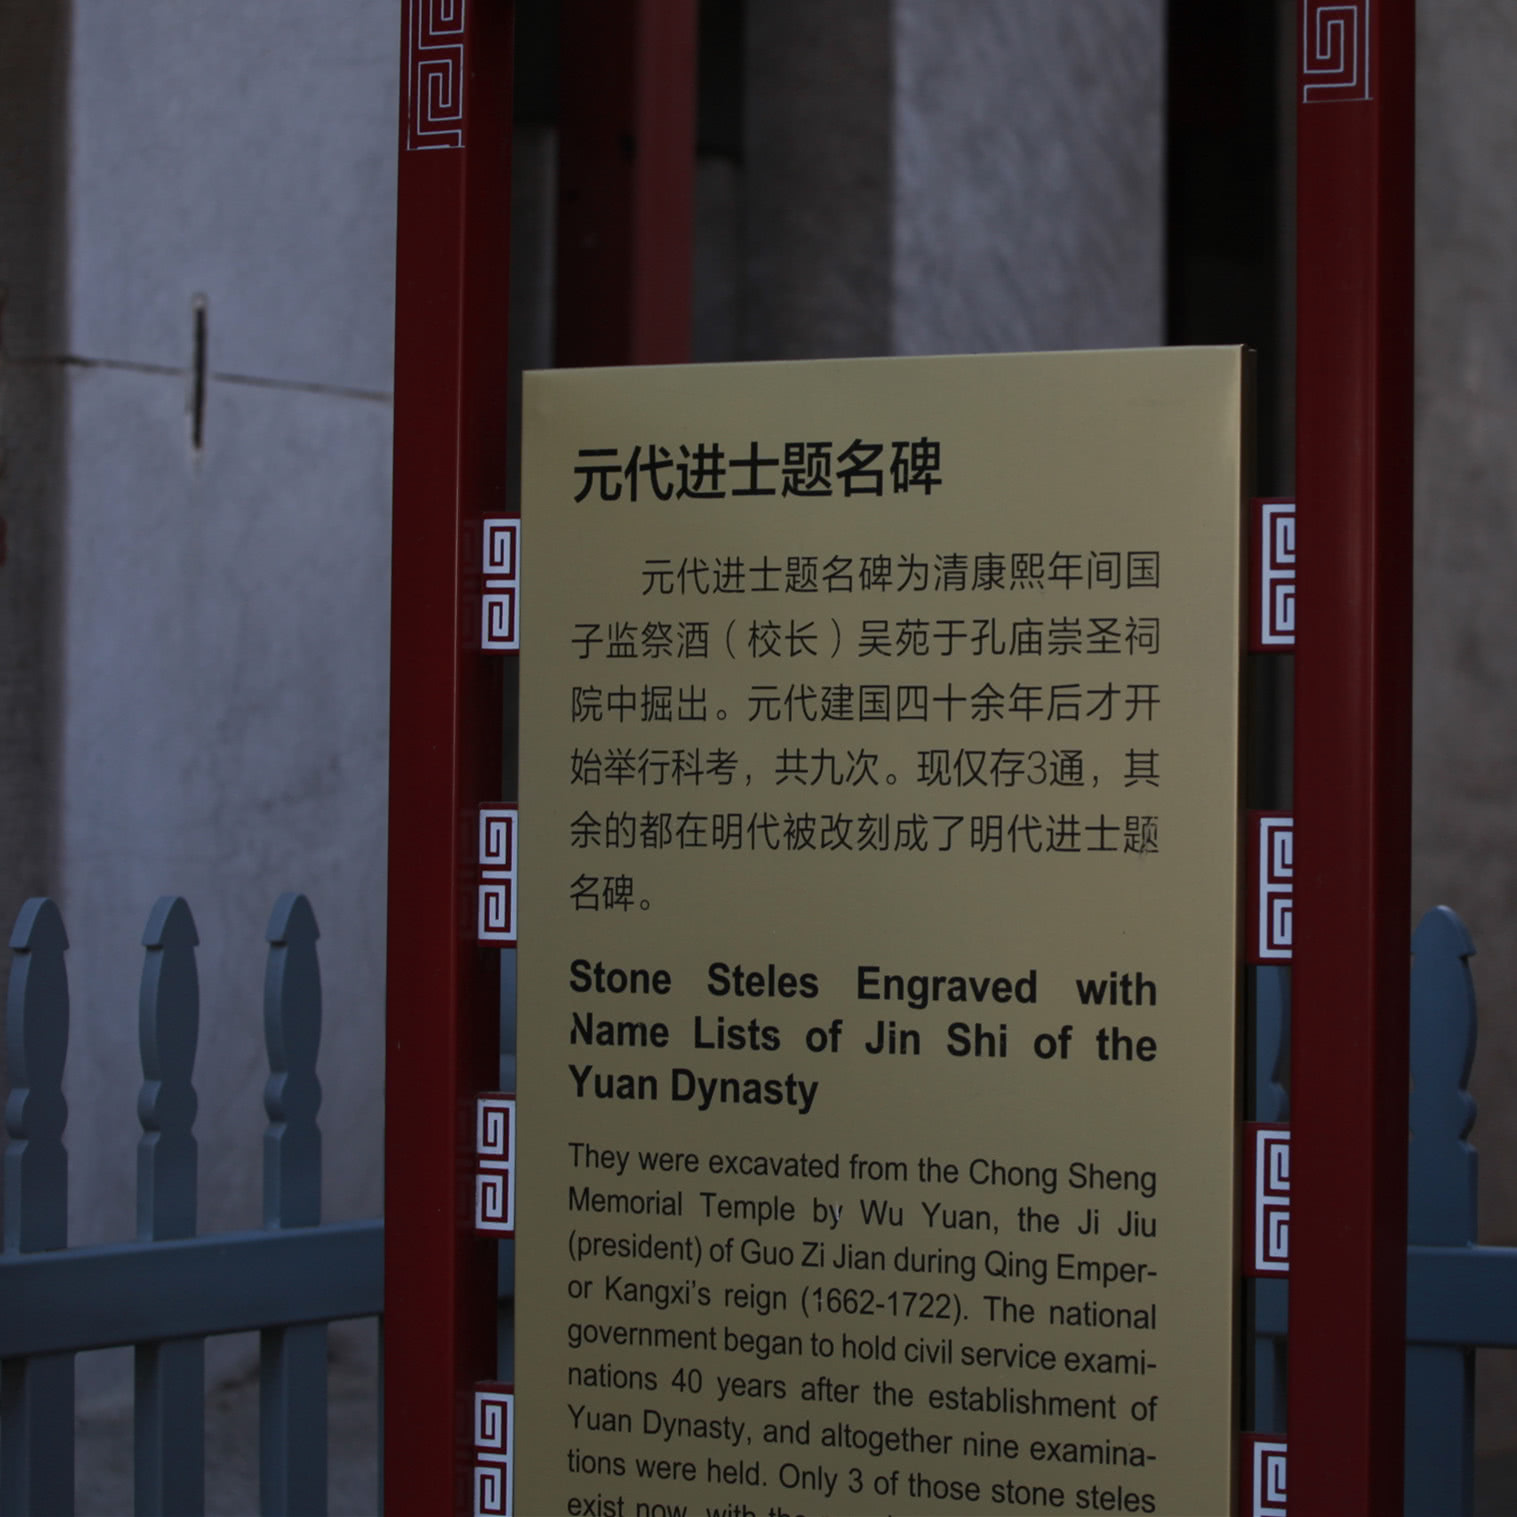 元代进士题名碑
元代进士题名碑为清康熙年间国
子监祭酒（校长）吴苑于孔庙崇圣祠
院中掘出。元代建国四十余年后才开
始举行科考，共九次。现仅存3通，其
余的都在明代被改刻成了明代进士题
名碑。
Stone Steles Engraved with
Name Lists of Jin Shi of the
Yuan Dynasty
They were excavated from the Chong Sheng
Memorial Temple by Wu Yuan, the Ji Jiu
(president) of Guo Zi Jian during Qing Emper-
or Kangxi's reign (1662-1722). The national
government began to hold civil service exami-
nations 40 years after the establishment of
Yuan Dynasty, and altogether nine examina-
tions were held. Only 3 of those stone steles
exist now, with the